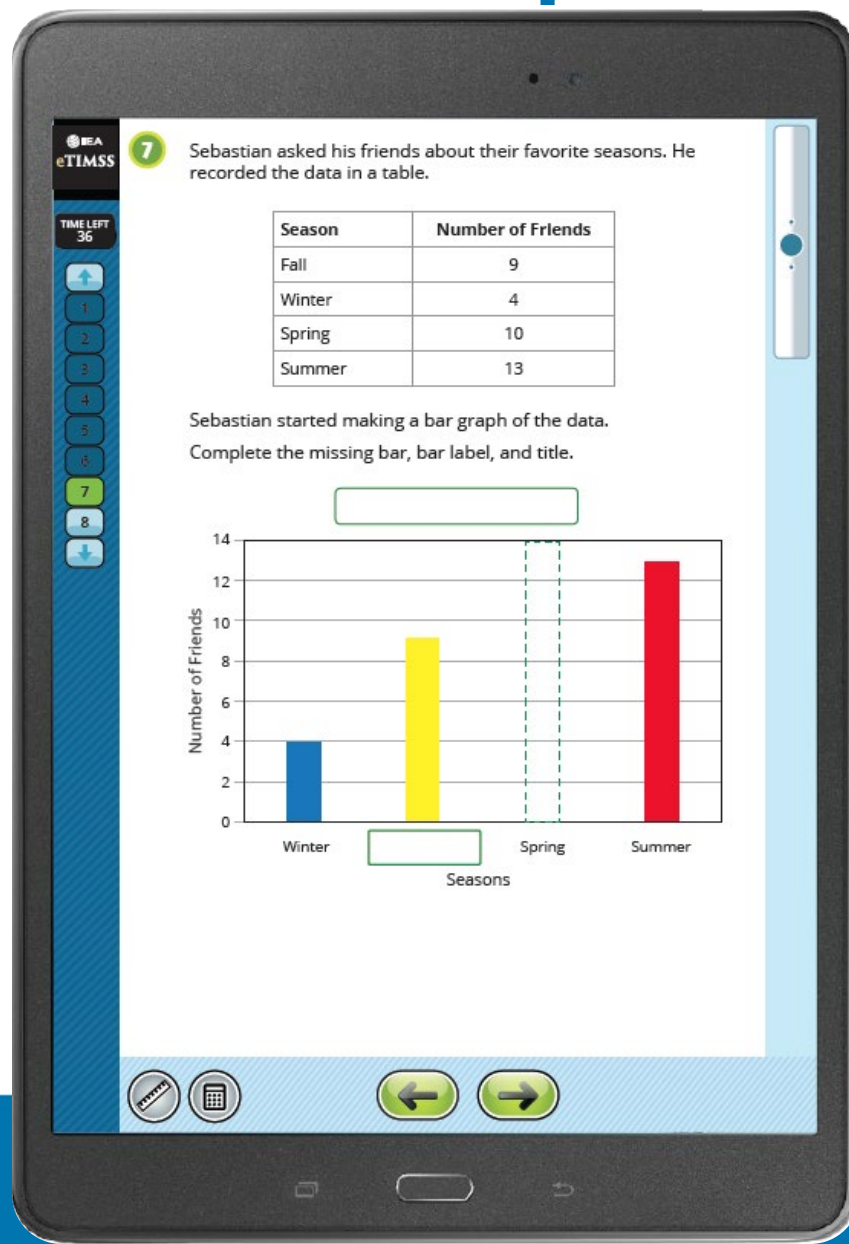 IEA
eTIMSS
TIME LEFT
36
1
2
3
4
5
6
7
8
7
Sebastian asked his friends about their favorite seasons. He
recorded the data in a table.
Season Number of Friends
Fall 9
Winter 4
Spring 10
Summer 13
Sebastian started making a bar graph of the data.
Complete the missing bar, bar label, and title.
14
12
10
8
6
4
2
0
Number of Friends
Winter Spring Summer
Seasons